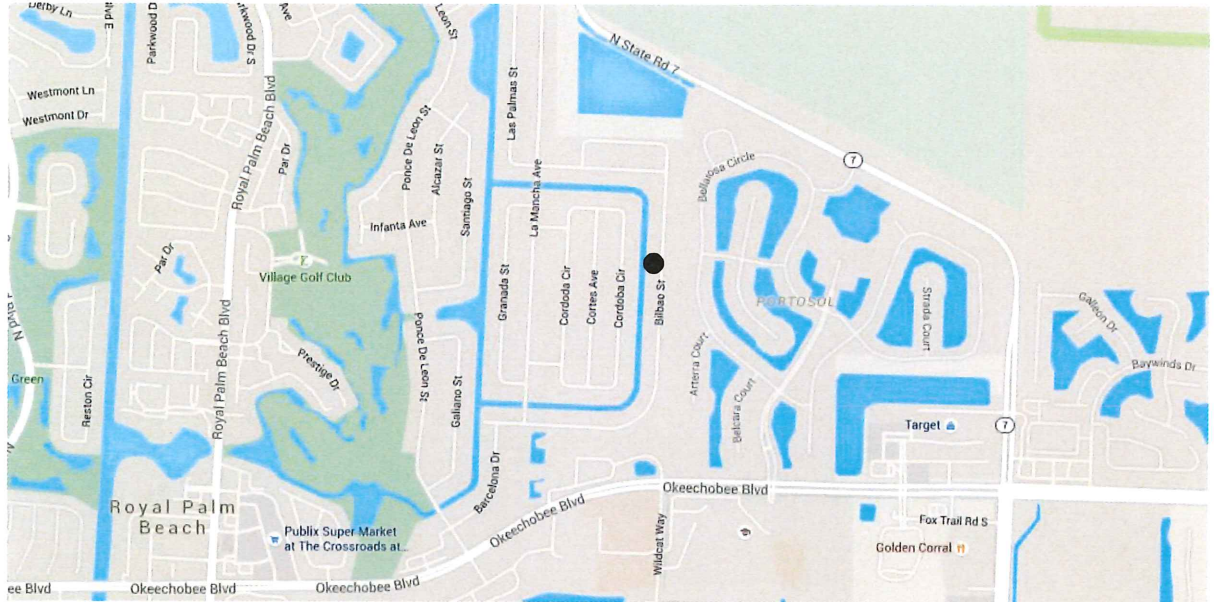 Derby Ln
lvd E
Parkwood D
rkwood Dr S
Ave
Leon St
N State Rd 7
Westmont Ln
Westmont Dr
Royal Palm Beach Blvd
Par Dr
Ponce De Leon St
Alcazar St
Santiago St
Las Palmas St
La Mancha Ave
Bellarosa Circle
7
Infanta Ave
Par Dr
Village Golf Club
Granada St
Cordoda Cir
Cortes Ave
Cordoba Cir
Bilbao St
PORTOSOL
Strada Court
Galleon Dr
Baywinds Dr
Royal Palm Beach Blvd
Prestige Dr
Ponce De Leon St
Galiano St
Arterra Court
Belcara Court
Green
Reston Cir
Target
7
Barcelona Dr
Okeechobee Blvd
Okeechobee Blvd
Royal Palm
Beach
Publix Super Market
at The Crossroads at...
Wildcat Way
Fox Trail Rd S
Golden Corral
ee Blvd
Okeechobee Blvd
Okeechobee Blvd